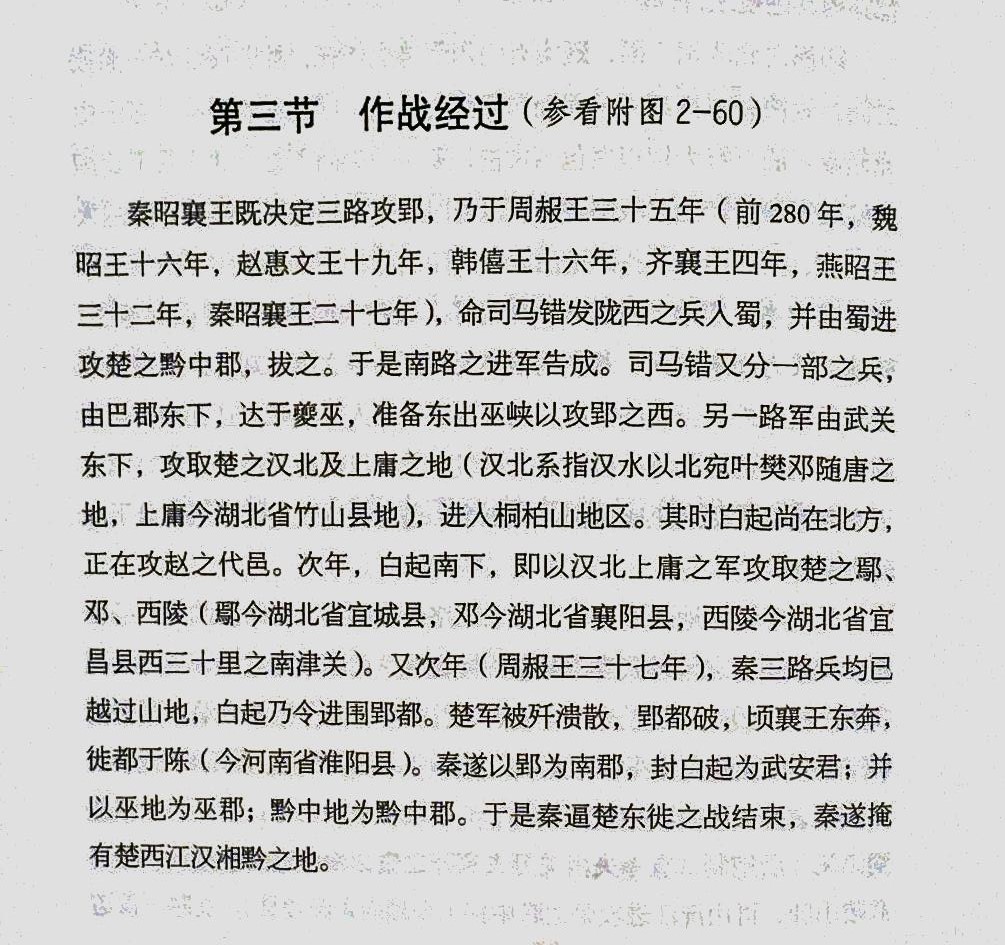 第三节 作战经过（参看附图2-60）
秦昭襄王既决定三路攻郢，乃于周赧王三十五年（前280年，魏
昭王十六年，赵惠文王十九年，韩僖王十六年，齐襄王四年，燕昭王
三十二年，秦昭襄王二十七年），命司马错发陇西之兵入蜀，并由蜀进
攻楚之黔中郡，拔之。于是南路之进军告成。司马错又分一部之兵，
由巴郡东下，达于夔巫，准备东出巫峡以攻郢之西。另一路军由武关
东下，攻取楚之汉北及上庸之地（汉北系指汉水以北宛叶樊邓随唐之
地，上庸今湖北省竹山县地），进入桐柏山地区。其时白起尚在北方，
正在攻赵之代邑。次年，白起南下，即以汉北上庸之军攻取楚之鄢、
邓、西陵（鄢今湖北省宜城县，邓今湖北省襄阳县，西陵今湖北省宜
昌县西三十里之南津关）。又次年（周赧王三十七年），秦三路兵均已
越过山地，白起乃令进围郢都。楚军被歼溃散，郢都破，顷襄王东奔，
徙都于陈（今河南省淮阳县）。秦遂以郢为南郡，封白起为武安君；并
以巫地为巫郡；黔中地为黔中郡。于是秦逼楚东徙之战结束，秦遂掩
有楚西江汉湘黔之地。